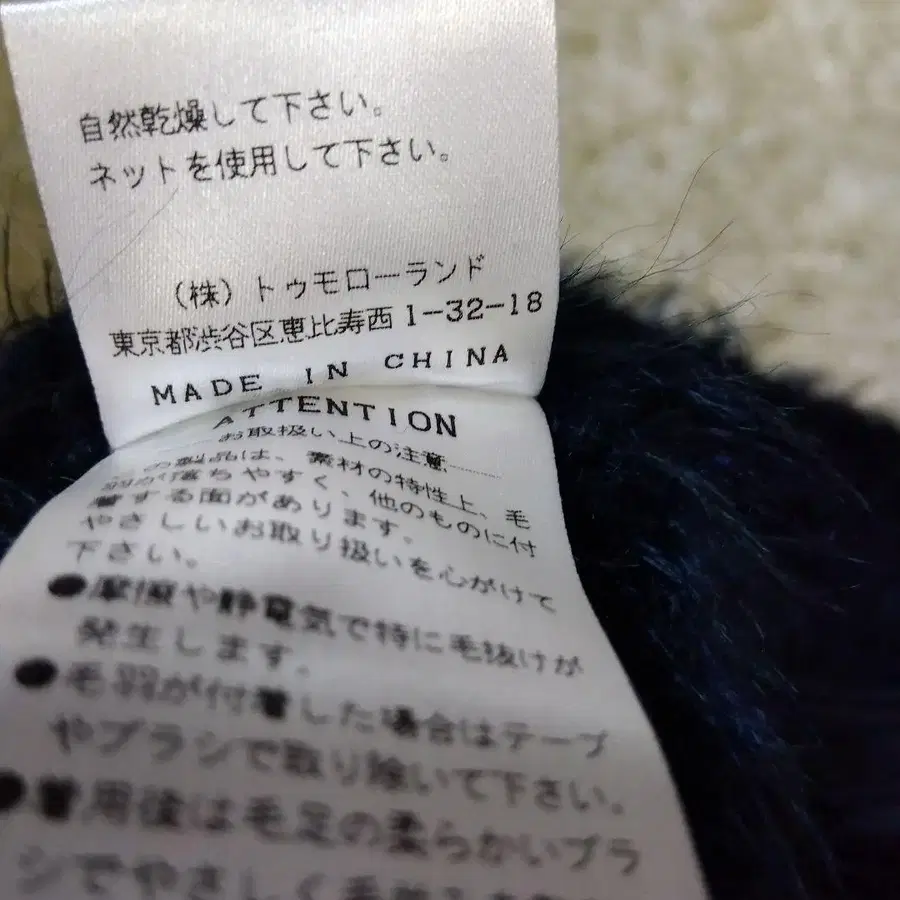 自然乾燥して下さい。
ネットを使用して下さい。
(株)トゥモローランド
東京都渋谷区恵比寿西1-32-18
MADE IN CHINA
ATTENTION
お取扱い上の注意
の製品は、素材の特性上、毛
羽が落ちやすく、他のものに付
着する面があります。
やさしいお取り扱いを心がけて
下さい。
●摩擦や静電気で特に毛抜けが
発生します。
●毛羽が付着した場合はテープ
やブラシで取り除いて下さい。
●着用後は毛足の柔らかいブラ
シでやさしく毛